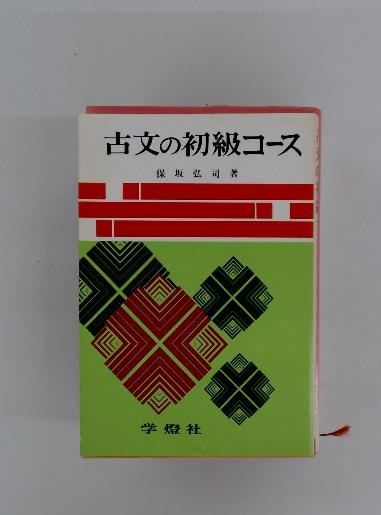 古文の初級コース
保坂弘司著
学燈社